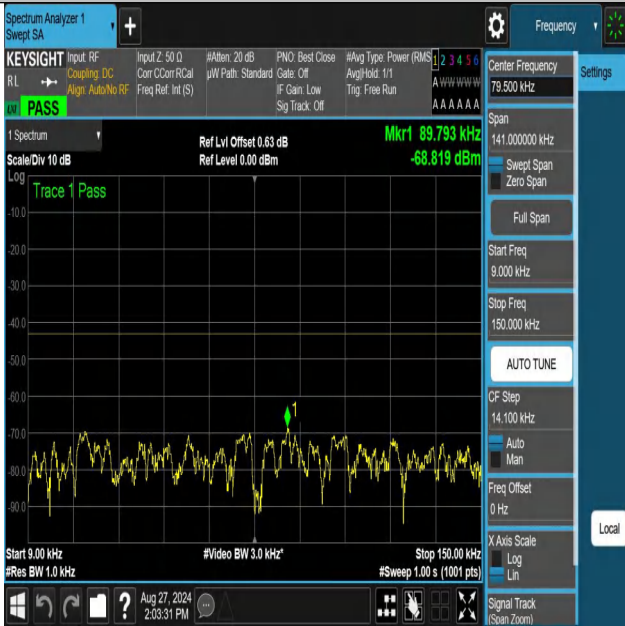 Spectrum Analyzer 1
Swept SA
Frequency
KEYSIGHT
RL
PASS
Input: RF
Coupling: DC
Align: Auto/No RF
Input Z: 50 Ω
Corr CCorr RCal
Freq Ref: Int (S)
#Atten: 20 dB
µW Path: Standard
PNO: Best Close
Gate: Off
IF Gain: Low
Sig Track: Off
#Avg Type: Power (RMS
Avg|Hold: 1/1
Trig: Free Run
1 2 3 4 5 6
A W W W W W
A A A A A A
1 Spectrum
Scale/Div 10 dB
Ref Lvl Offset 0.63 dB
Ref Level 0.00 dBm
Mkr1 89.793 kHz
-68.819 dBm
Log
Trace 1 Pass
-10.0
-20.0
-30.0
-40.0
-50.0
-60.0
-70.0
-80.0
-90.0
1
Start 9.00 kHz
#Res BW 1.0 kHz
#Video BW 3.0 kHz*
Stop 150.00 kHz
#Sweep 1.00 s (1001 pts)
Aug 27, 2024
2:03:31 PM
Center Frequency
79.500 kHz
Settings
Span
141.000000 kHz
Swept Span
Zero Span
Full Span
Start Freq
9.000 kHz
Stop Freq
150.000 kHz
AUTO TUNE
CF Step
14.100 kHz
Auto
Man
Freq Offset
0 Hz
Local
X Axis Scale
Log
Lin
Signal Track
(Span Zoom)